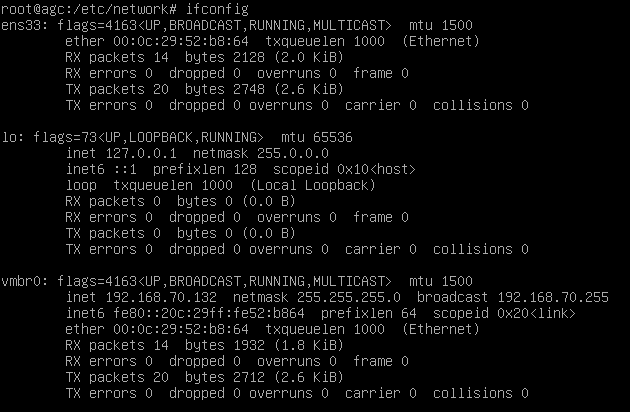 root@agc:/etc/network# ifconfig
ens33: flags=4163<UP,BROADCAST,RUNNING,MULTICAST>  mtu 1500
        ether 00:0c:29:52:b8:64  txqueuelen 1000  (Ethernet)
        RX packets 14  bytes 2128 (2.0 KiB)
        RX errors 0  dropped 0 overruns 0  frame 0
        TX packets 20  bytes 2748 (2.6 KiB)
        TX errors 0  dropped 0 overruns 0  carrier 0  collisions 0
lo: flags=73<UP,LOOPBACK,RUNNING>  mtu 65536
        inet 127.0.0.1  netmask 255.0.0.0
        inet6 ::1  prefixlen 128  scopeid 0x10<host>
        loop  txqueuelen 1000  (Local Loopback)
        RX packets 0  bytes 0 (0.0 B)
        RX errors 0  dropped 0 overruns 0  frame 0
        TX packets 0  bytes 0 (0.0 B)
        TX errors 0  dropped 0 overruns 0  carrier 0  collisions 0
vmbr0: flags=4163<UP,BROADCAST,RUNNING,MULTICAST>  mtu 1500
        inet 192.168.70.132  netmask 255.255.255.0  broadcast 192.168.70.255
        inet6 fe80::20c:29ff:fe52:b864  prefixlen 64  scopeid 0x20<link>
        ether 00:0c:29:52:b8:64  txqueuelen 1000  (Ethernet)
        RX packets 14  bytes 1932 (1.8 KiB)
        RX errors 0  dropped 0 overruns 0  frame 0
        TX packets 20  bytes 2712 (2.6 KiB)
        TX errors 0  dropped 0 overruns 0  carrier 0  collisions 0